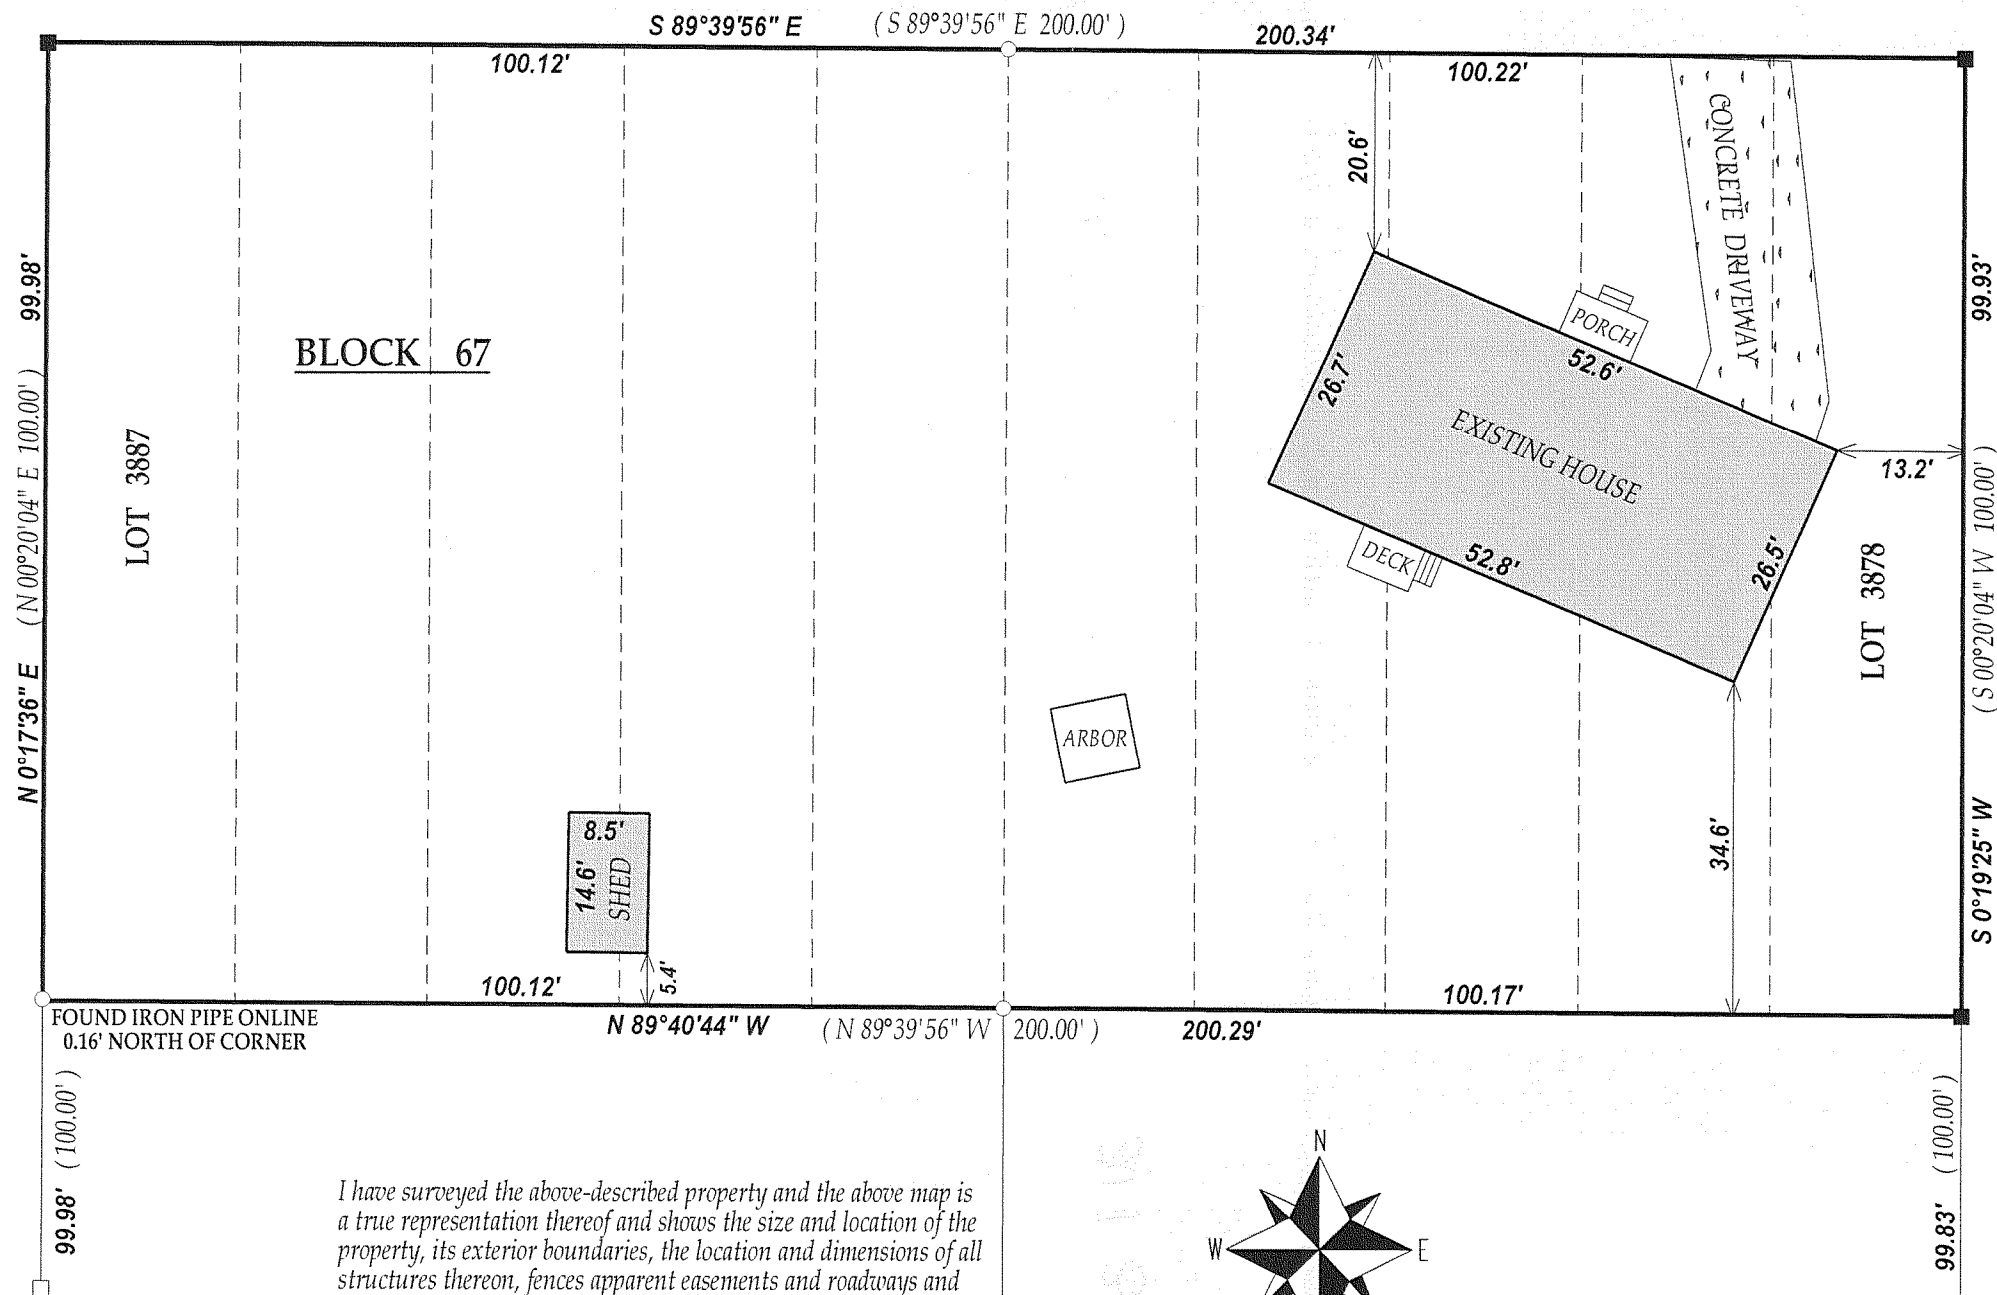 S 89°39'56" E ( S 89°39'56" E 200.00' ) 200.34'
100.12' 100.22'
20.6'
CONCRETE DRIVEWAY
99.98'
99.93'
BLOCK 67
PORCH
52.6'
26.7'
EXISTING HOUSE
13.2'
( N 00°20'04" E 100.00' )
LOT 3887
( S 00°20'04" W 100.00' )
DECK
52.8'
26.5'
LOT 3878
N 0°17'36" E
ARBOR
8.5'
14.6'
SHED
34.6'
S 0°19'25" W
5.4'
100.12' 100.17'
FOUND IRON PIPE ONLINE
0.16' NORTH OF CORNER
N 89°40'44" W ( N 89°39'56" W 200.00' ) 200.29'
99.98' ( 100.00' )
99.83' ( 100.00' )
N
W E
I have surveyed the above-described property and the above map is
a true representation thereof and shows the size and location of the
property, its exterior boundaries, the location and dimensions of all
structures thereon, fences apparent easements and roadways and